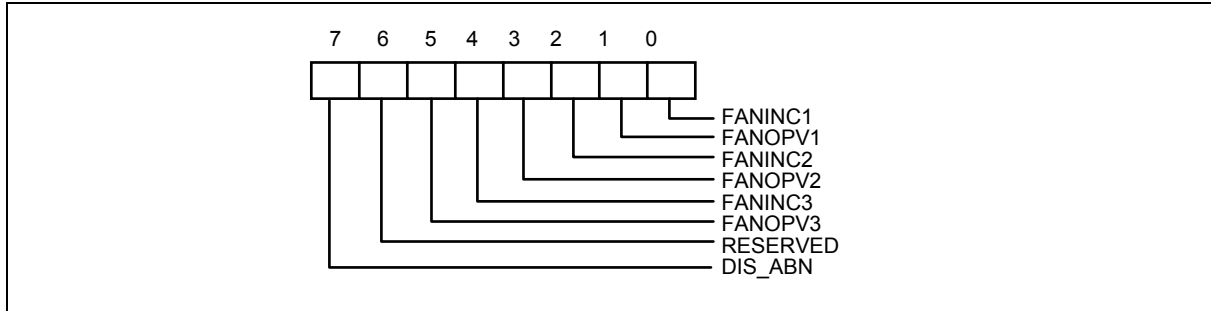 7 6 5 4 3 2 1 0
FANINC1
FANOPV1
FANINC2
FANOPV2
FANINC3
FANOPV3
RESERVED
DIS_ABN